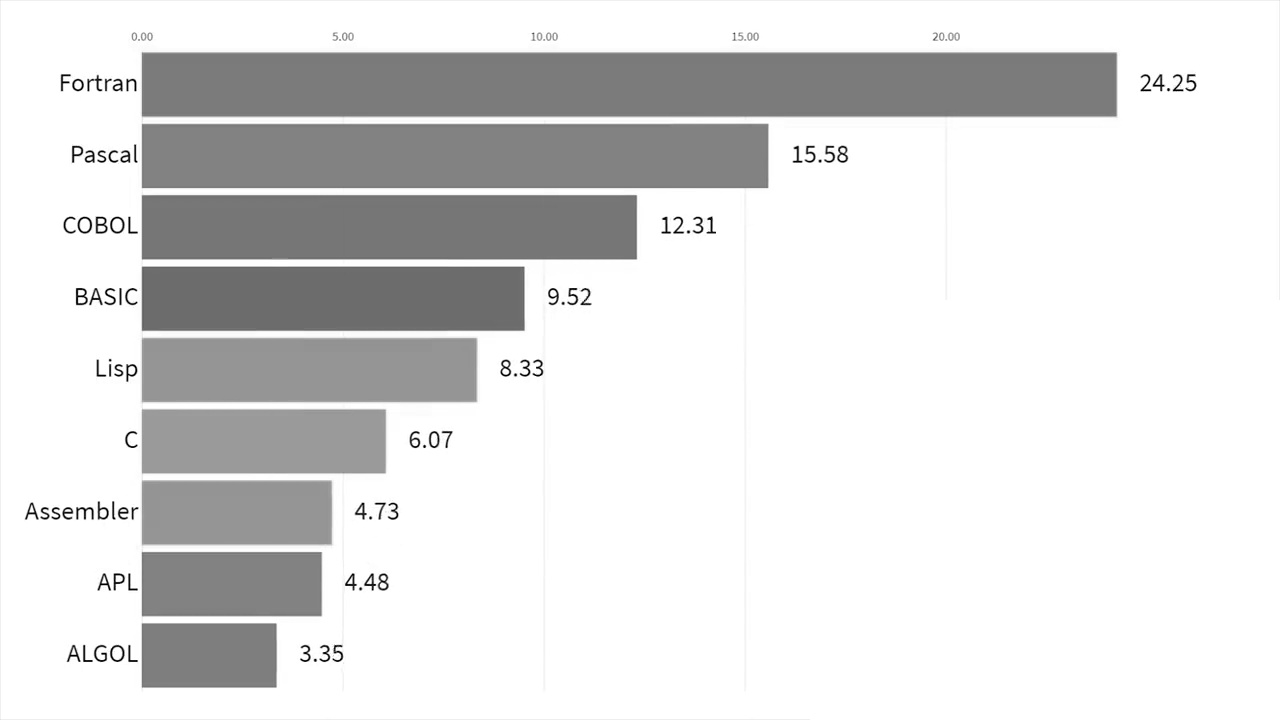 0.00 5.00 10.00 15.00 20.00
Fortran 24.25
Pascal 15.58
COBOL 12.31
BASIC 9.52
Lisp 8.33
C 6.07
Assembler 4.73
APL 4.48
ALGOL 3.35